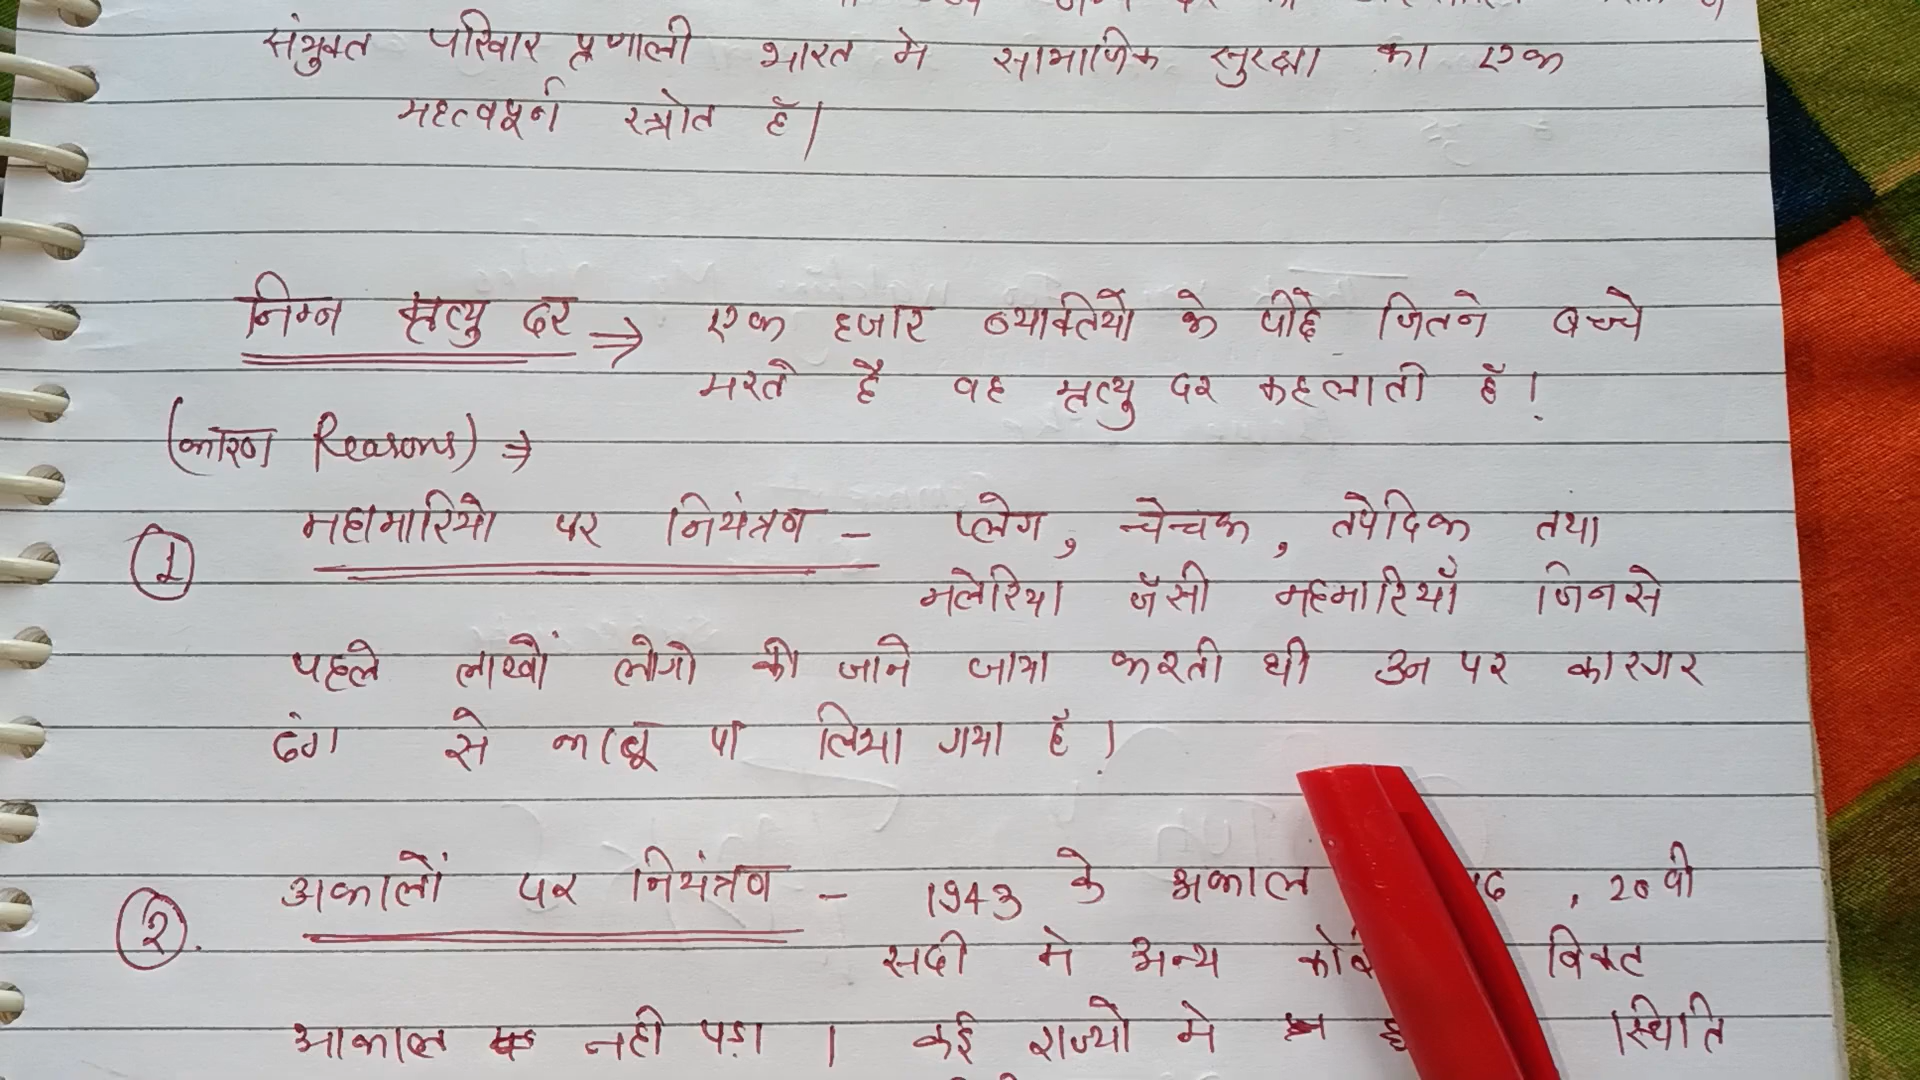 संयुक्त परिवार प्रणाली भारत मे सामाजिक सुरक्षा का एक
महत्वपूर्ण स्त्रोत है।
निम्न मृत्यु दर ⇒ एक हजार व्यक्तियों के पीछे जितने बच्चे
मरते है वह मृत्यु दर कहलाती है।
(कारण Reasons) ⇒
① महामारियो पर नियंत्रण – प्लेग, चेचक, तपेदिक तथा
मलेरिया जैसी महमारियाँ जिनसे
पहले लाखों लोगो की जाने जाया करती थी उन पर कारगर
ढंग से काबू पा लिया गया है।
②. अकालों पर नियंत्रण – 1943 के अकाल , 20वी
सदी मे अन्य विकट
आकाल नही पड़ा । कई राज्यो मे स्थिति